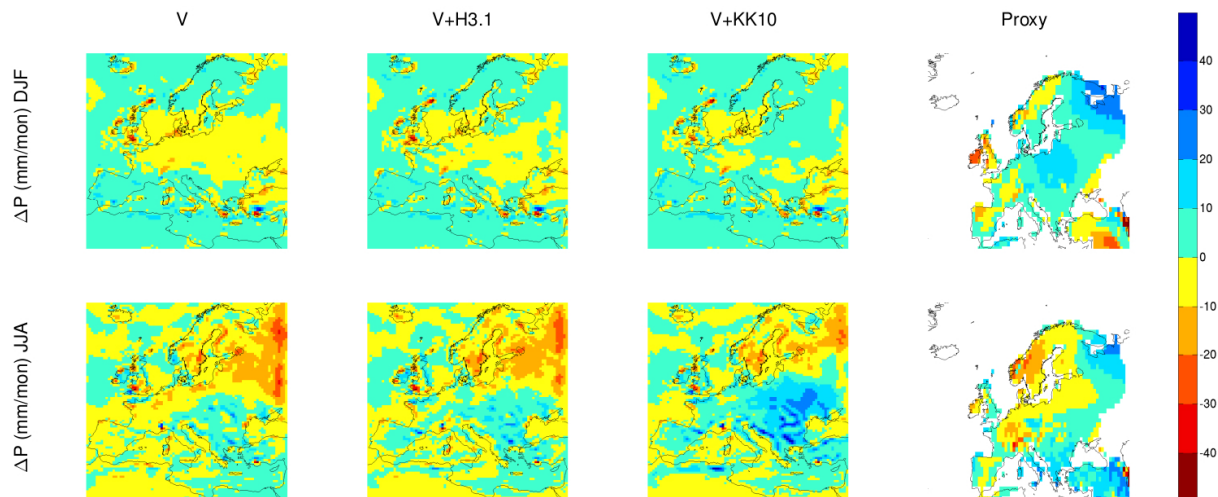 V
V+H3.1
V+KK10
Proxy
ΔP (mm/mon) DJF
ΔP (mm/mon) JJA
40
30
20
10
0
-10
-20
-30
-40